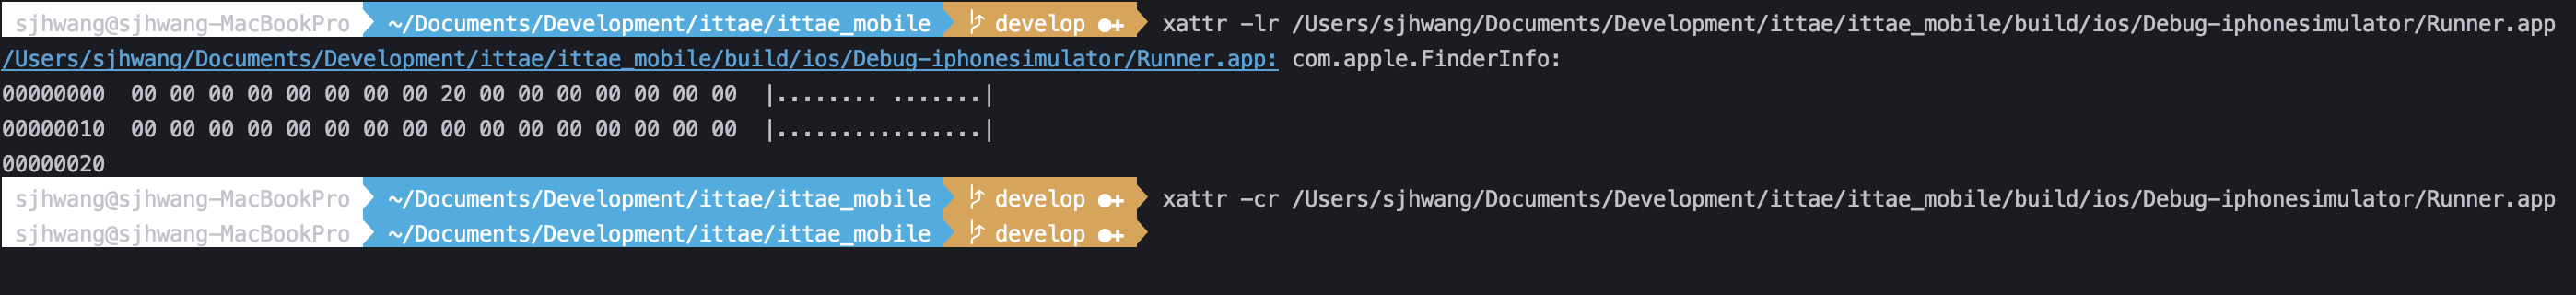 sjhwang@sjhwang-MacBookPro ~/Documents/Development/ittae/ittae_mobile develop ●+ xattr -lr /Users/sjhwang/Documents/Development/ittae/ittae_mobile/build/ios/Debug-iphonesimulator/Runner.app
/Users/sjhwang/Documents/Development/ittae/ittae_mobile/build/ios/Debug-iphonesimulator/Runner.app: com.apple.FinderInfo:
00000000  00 00 00 00 00 00 00 00 20 00 00 00 00 00 00 00  |........ .......|
00000010  00 00 00 00 00 00 00 00 00 00 00 00 00 00 00 00  |................|
00000020
sjhwang@sjhwang-MacBookPro ~/Documents/Development/ittae/ittae_mobile develop ●+ xattr -cr /Users/sjhwang/Documents/Development/ittae/ittae_mobile/build/ios/Debug-iphonesimulator/Runner.app
sjhwang@sjhwang-MacBookPro ~/Documents/Development/ittae/ittae_mobile develop ●+